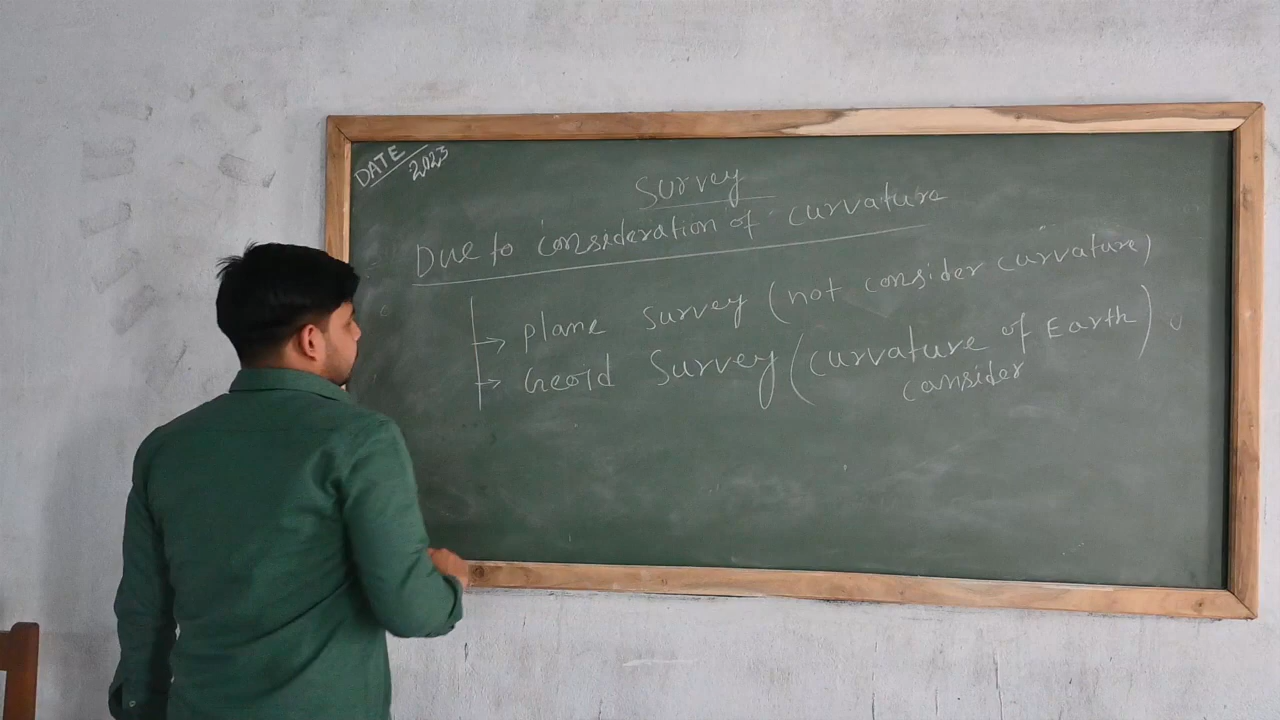 DATE
2023
Survey
Due to consideration of curvature
plane Survey (not consider curvature)
Geoid Survey (curvature of Earth)
consider